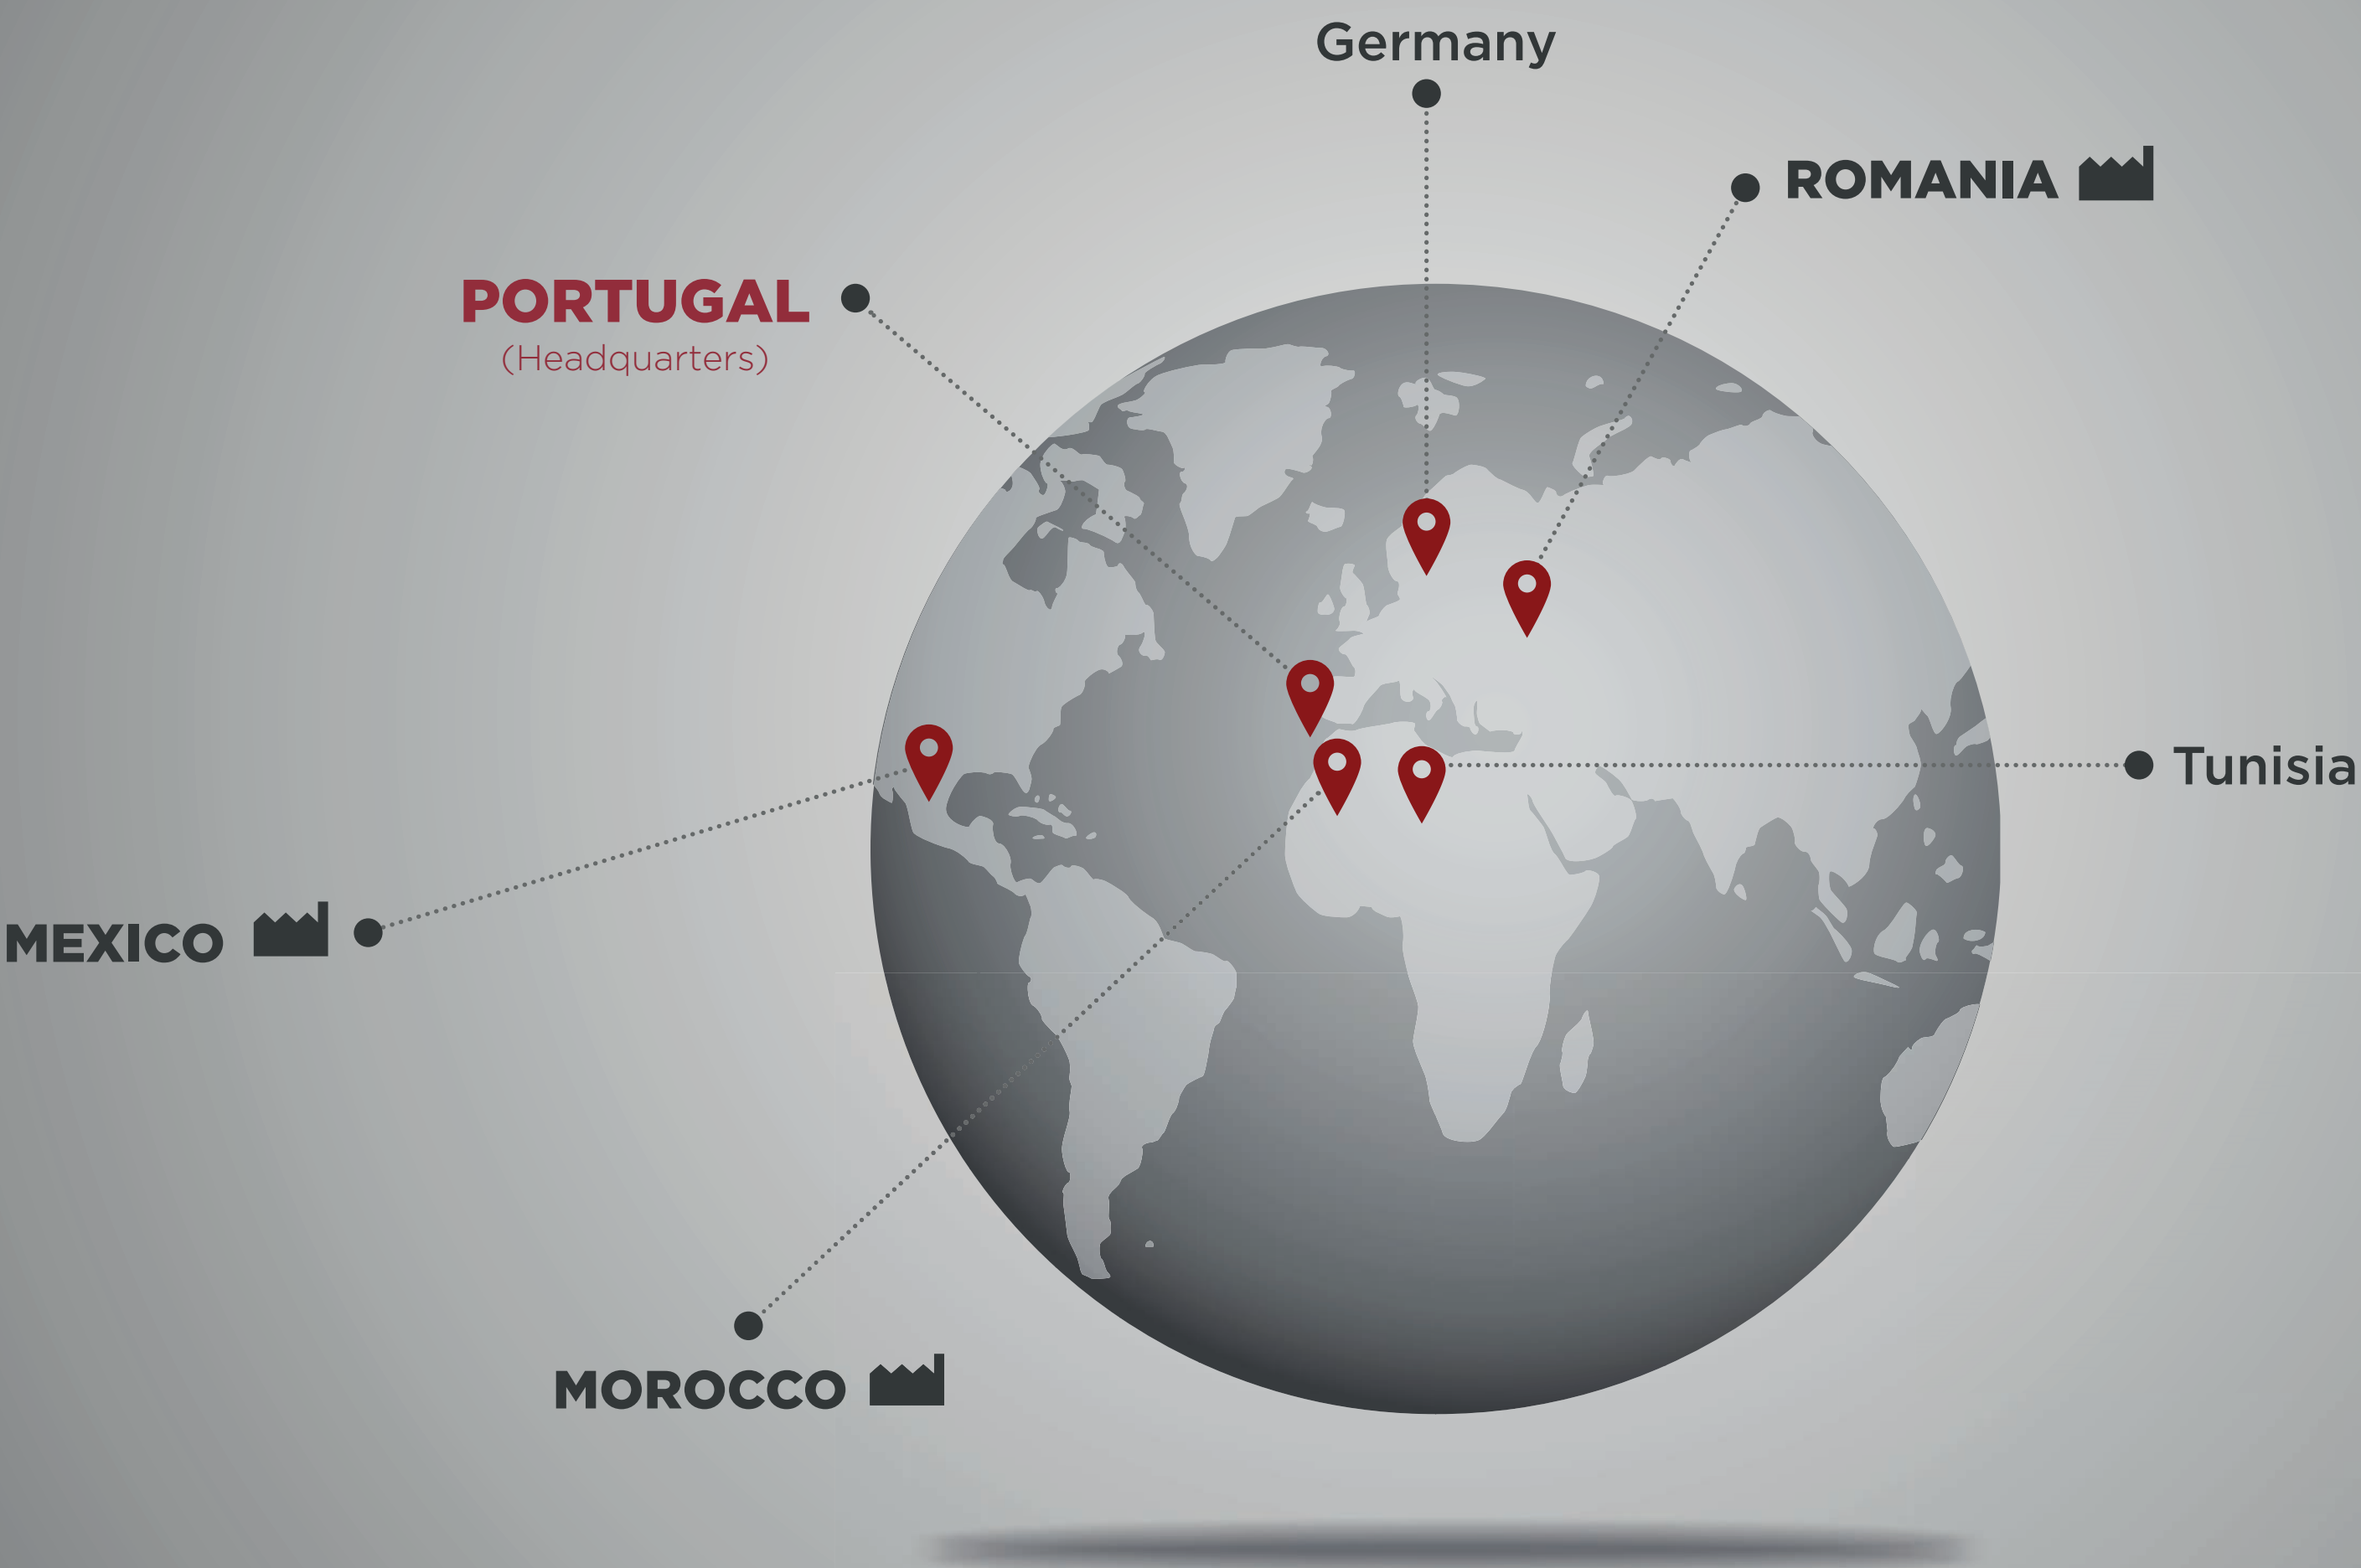 Germany
ROMANIA
PORTUGAL
(Headquarters)
Tunisia
MEXICO
MOROCCO